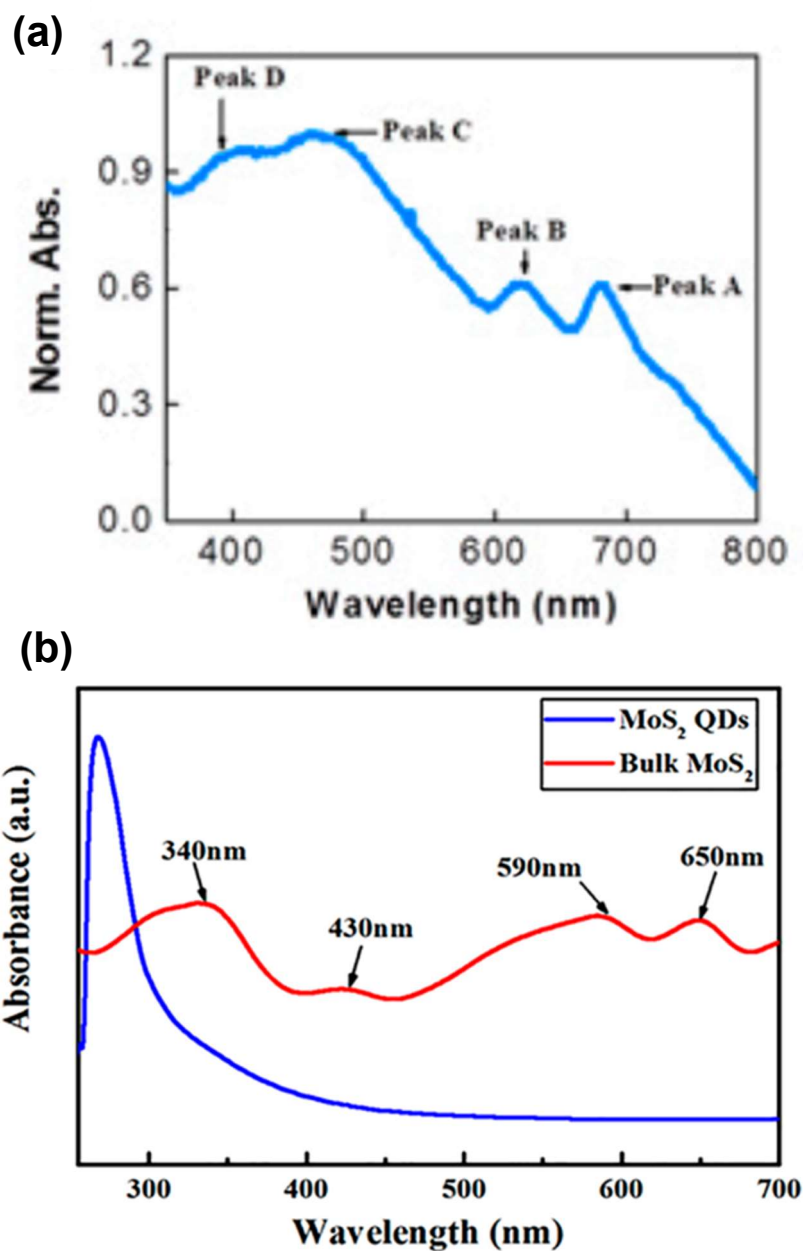 (a)
1.2
0.9
0.6
0.3
0.0
Norm. Abs.
Peak D
Peak C
Peak B
Peak A
400 500 600 700 800
Wavelength (nm)
(b)
MoS₂ QDs
Bulk MoS₂
340nm
430nm
590nm
650nm
Absorbance (a.u.)
300 400 500 600 700
Wavelength (nm)